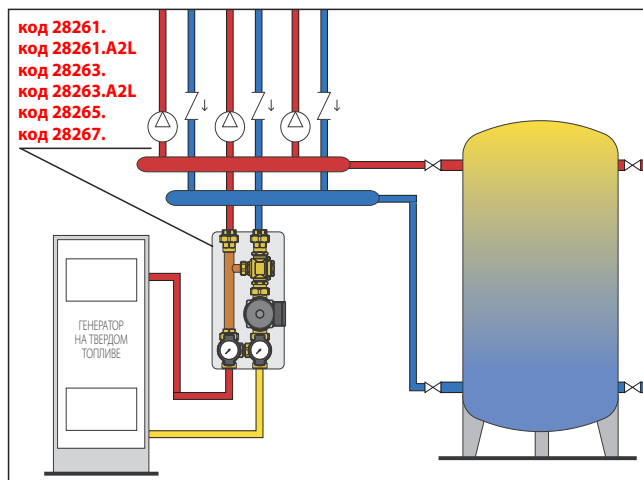 код 28261.
код 28261.A2L
код 28263.
код 28263.A2L
код 28265.
код 28267.
ГЕНЕРАТОР
НА ТВЕРДОМ
ТОПЛИВЕ